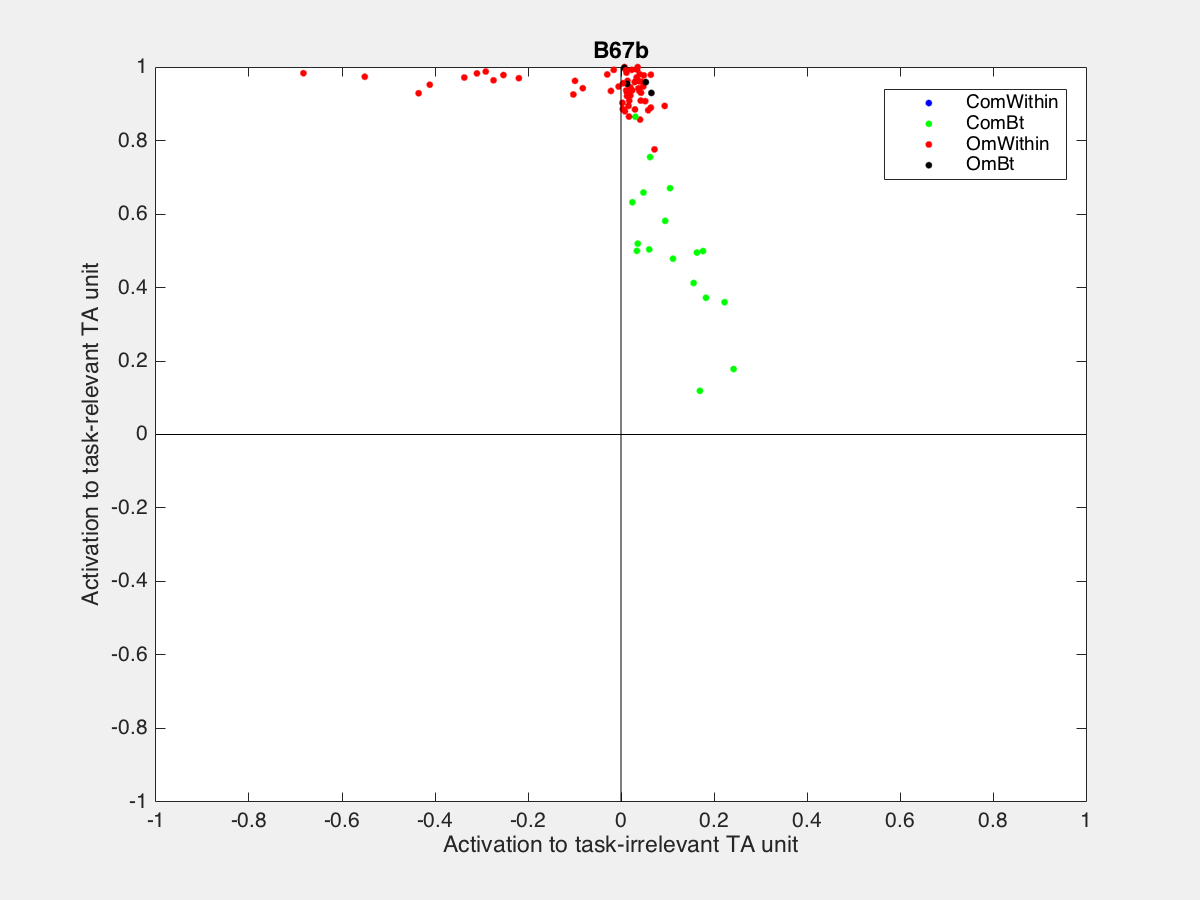 B67b
ComWithin
ComBt
OmWithin
OmBt
Activation to task-relevant TA unit
1
0.8
0.6
0.4
0.2
0
-0.2
-0.4
-0.6
-0.8
-1
-1 -0.8 -0.6 -0.4 -0.2 0 0.2 0.4 0.6 0.8 1
Activation to task-irrelevant TA unit